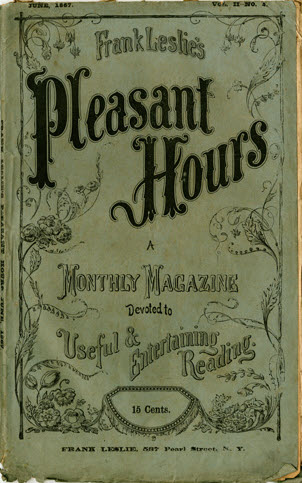 JUNE, 1867. VOL. II—NO. 4.
Frank Leslie's
Pleasant
Hours
A
Monthly Magazine
Devoted to
Useful & Entertaining
Reading.
15 Cents.
FRANK LESLIE, 537 Pearl Street, N. Y.